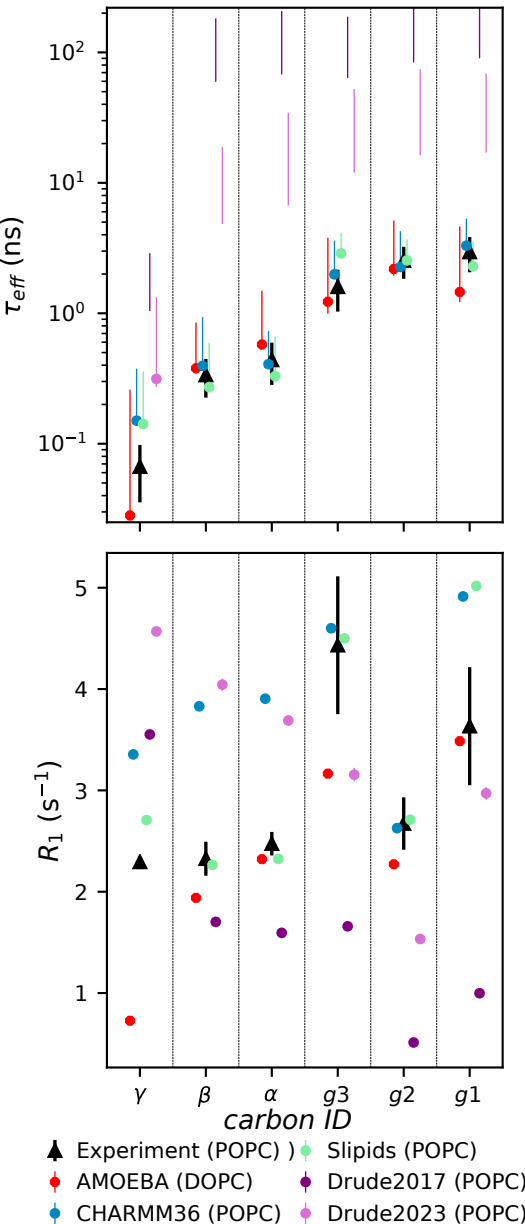 10²
10¹
10⁰
10⁻¹
τeff (ns)
5
4
3
2
1
R₁ (s⁻¹)
γ β α g3 g2 g1
carbon ID
Experiment (POPC) ) Slipids (POPC)
AMOEBA (DOPC) Drude2017 (POPC)
CHARMM36 (POPC) Drude2023 (POPC)